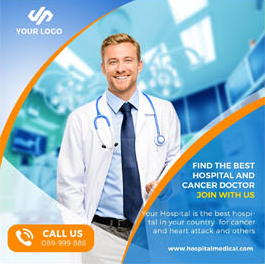 YOUR LOGO
FIND THE BEST
HOSPITAL AND
CANCER DOCTOR
JOIN WITH US
Your Hospital is the best hospi-
tal in your country for cancer
and heart attack and others
www.hospitalmedical.com
CALL US
089-999-888